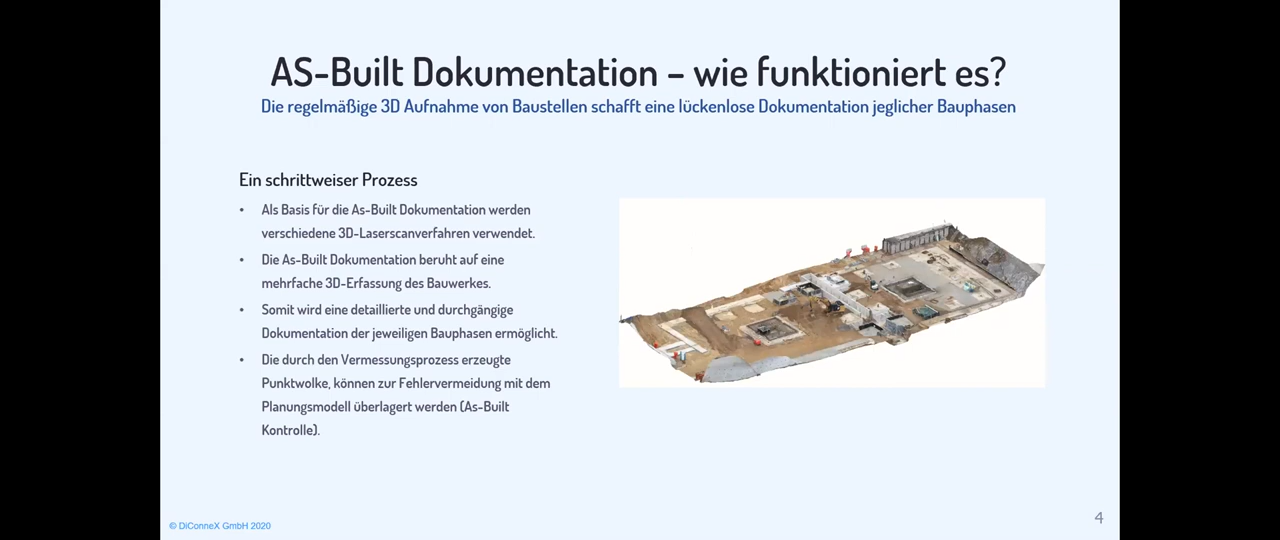 AS-Built Dokumentation – wie funktioniert es?
Die regelmäßige 3D Aufnahme von Baustellen schafft eine lückenlose Dokumentation jeglicher Bauphasen
Ein schrittweiser Prozess
• Als Basis für die As-Built Dokumentation werden
verschiedene 3D-Laserscanverfahren verwendet.
• Die As-Built Dokumentation beruht auf eine
mehrfache 3D-Erfassung des Bauwerkes.
• Somit wird eine detaillierte und durchgängige
Dokumentation der jeweiligen Bauphasen ermöglicht.
• Die durch den Vermessungsprozess erzeugte
Punktwolke, können zur Fehlervermeidung mit dem
Planungsmodell überlagert werden (As-Built
Kontrolle).
© DiConneX GmbH 2020
4